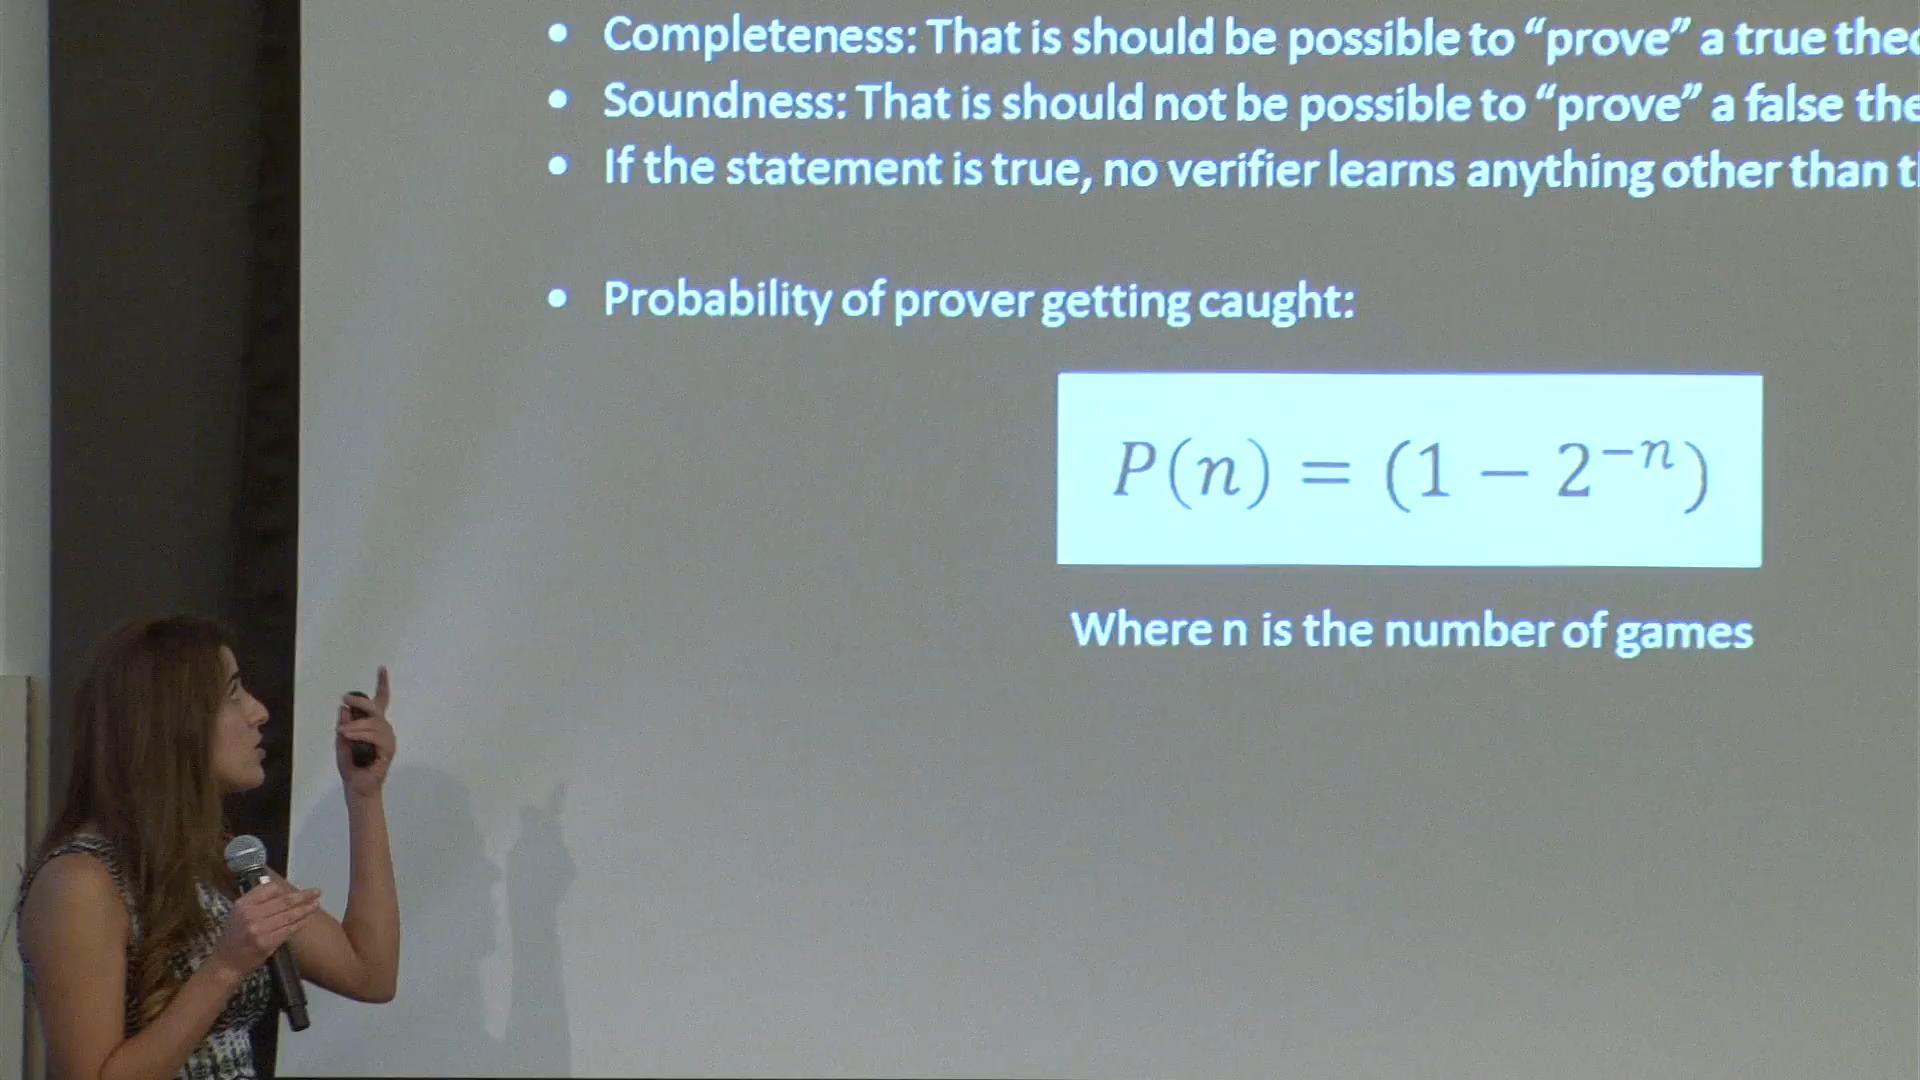 • Completeness: That is should be possible to “prove” a true
• Soundness: That is should not be possible to “prove” a false
• If the statement is true, no verifier learns anything other than
• Probability of prover getting caught:
P(n) = (1 − 2⁻ⁿ)
Where n is the number of games